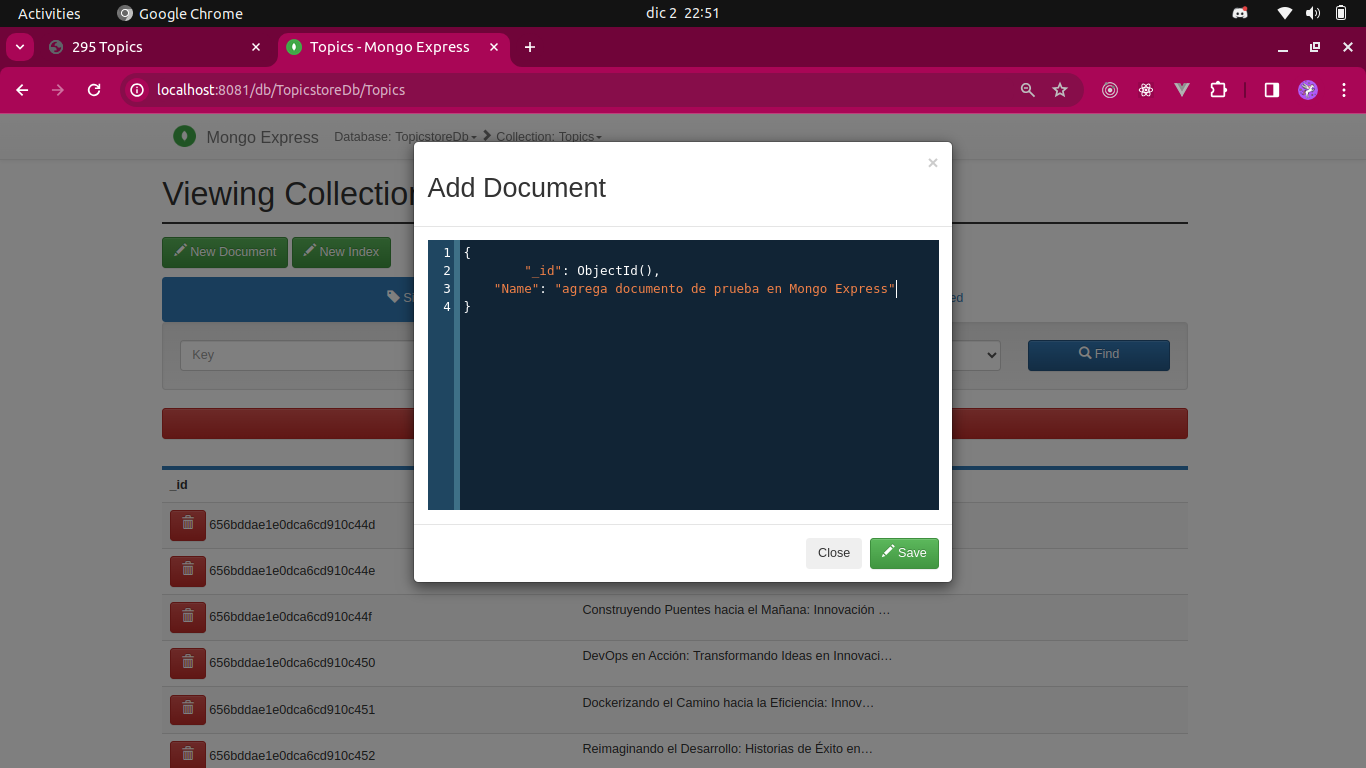 Activities Google Chrome dic 2 22:51
295 Topics Topics - Mongo Express
localhost:8081/db/TopicstoreDb/Topics
Mongo Express Database: TopicstoreDb Collection: Topics
Viewing Collection
New Document New Index
Key Find
_id
656bddae1e0dca6cd910c44d
656bddae1e0dca6cd910c44e
656bddae1e0dca6cd910c44f Construyendo Puentes hacia el Mañana: Innovación …
656bddae1e0dca6cd910c450 DevOps en Acción: Transformando Ideas en Innovaci…
656bddae1e0dca6cd910c451 Dockerizando el Camino hacia la Eficiencia: Innov…
656bddae1e0dca6cd910c452 Reimaginando el Desarrollo: Historias de Éxito en…
×
Add Document
1 {
2 "_id": ObjectId(),
3 "Name": "agrega documento de prueba en Mongo Express"
4 }
Close Save